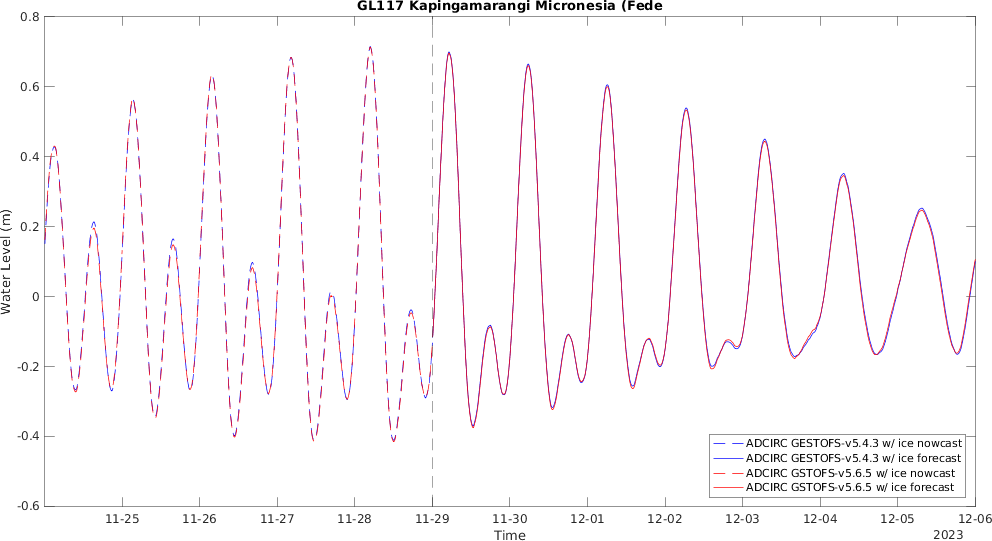 GL117 Kapingamarangi Micronesia (Fede
0.8
0.6
0.4
0.2
0
-0.2
-0.4
-0.6
Water Level (m)
11-25 11-26 11-27 11-28 11-29 11-30 12-01 12-02 12-03 12-04 12-05 12-06
Time
2023
ADCIRC GESTOFS-v5.4.3 w/ ice nowcast
ADCIRC GESTOFS-v5.4.3 w/ ice forecast
ADCIRC GSTOFS-v5.6.5 w/ ice nowcast
ADCIRC GSTOFS-v5.6.5 w/ ice forecast